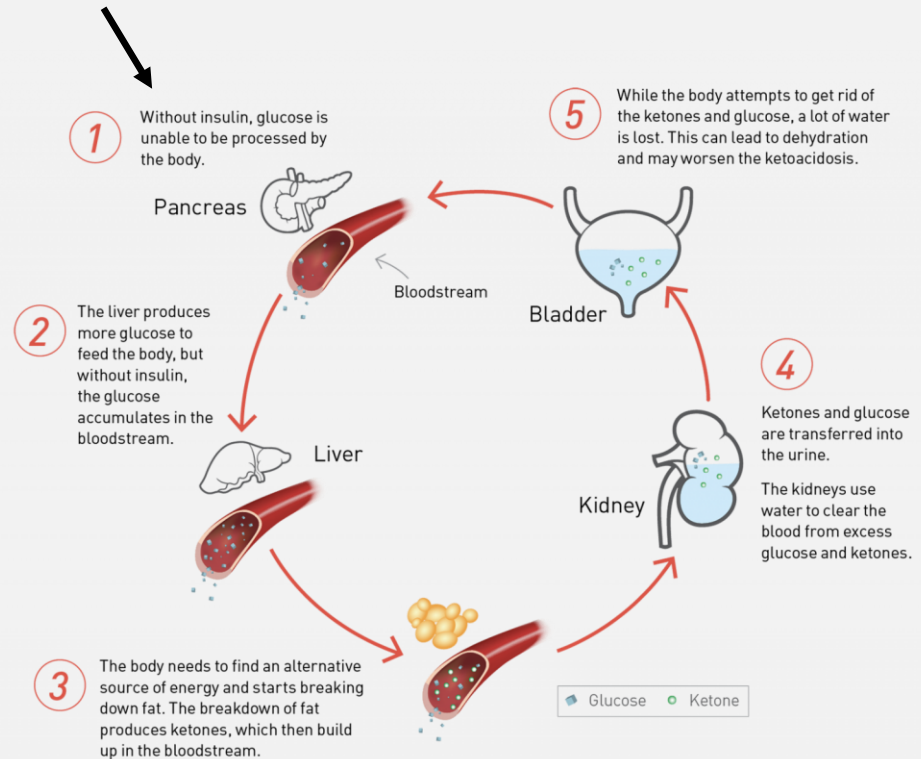 1
Without insulin, glucose is
unable to be processed by
the body.
Pancreas
Bloodstream
2
The liver produces
more glucose to
feed the body, but
without insulin,
the glucose
accumulates in the
bloodstream.
Liver
3
The body needs to find an alternative
source of energy and starts breaking
down fat. The breakdown of fat
produces ketones, which then build
up in the bloodstream.
4
Ketones and glucose
are transferred into
the urine.
The kidneys use
water to clear the
blood from excess
glucose and ketones.
Kidney
5
While the body attempts to get rid of
the ketones and glucose, a lot of water
is lost. This can lead to dehydration
and may worsen the ketoacidosis.
Bladder
Glucose Ketone